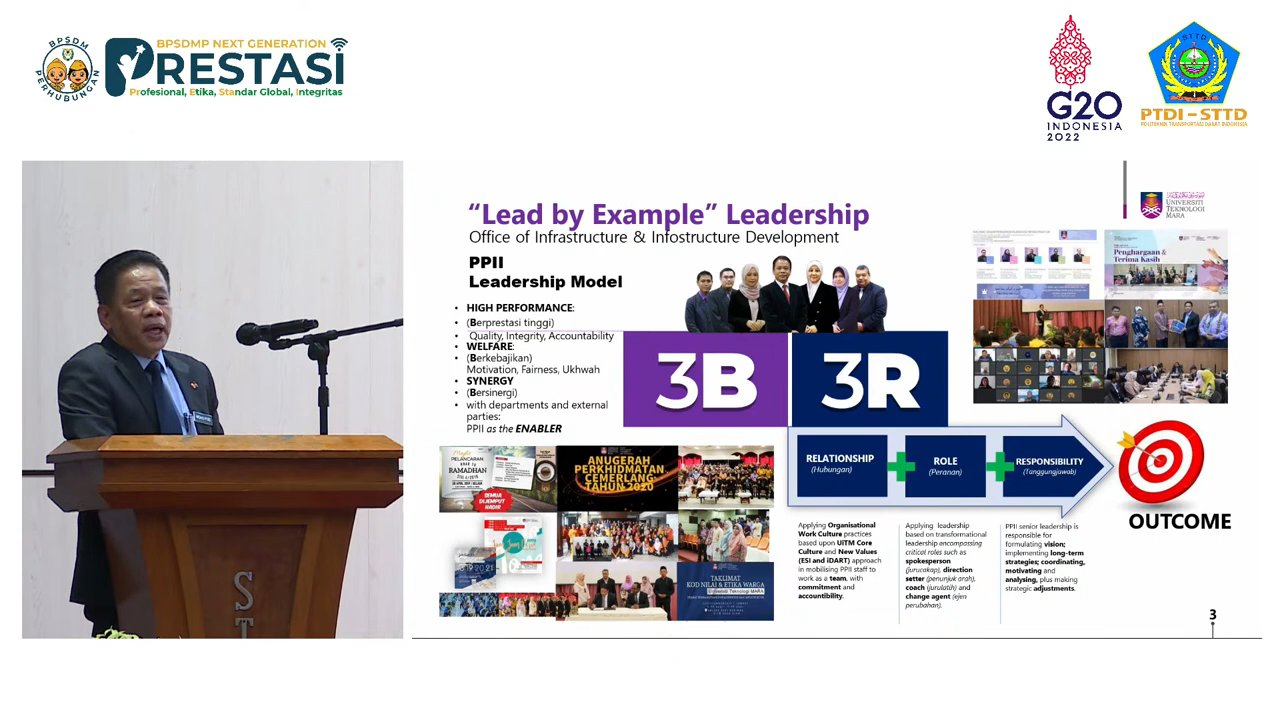 BPSDM
PERHUBUNGAN
BPSDMP NEXT GENERATION
PRESTASI
Profesional, Etika, Standar Global, Integritas
G20
INDONESIA
2022
STTD
PTDI - STTD
POLITEKNIK TRANSPORTASI DARAT INDONESIA
UNIVERSITI
TEKNOLOGI
MARA
“Lead by Example” Leadership
Office of Infrastructure & Infostructure Development
PPII
Leadership Model
• HIGH PERFORMANCE:
• (Berprestasi tinggi)
• Quality, Integrity, Accountability
• WELFARE:
• (Berkebajikan)
Motivation, Fairness, Ukhwah
• SYNERGY
• (Bersinergi)
• with departments and external
parties:
PPII as the ENABLER
3B
3R
Penghargaan &
Terima Kasih
RELATIONSHIP
(Hubungan)
ROLE
(Peranan)
RESPONSIBILITY
(Tanggungjawab)
OUTCOME
PELANCARAN
RAMADHAN
SEMUA
DIJEMPUT
HADIR
ANUGERAH
PERKHIDMATAN
CEMERLANG
TAHUN 2020
TAKLIMAT
KOD NILAI & ETIKA WARGA
Universiti Teknologi MARA
Applying Organisational
Work Culture practices
based upon UiTM Core
Culture and New Values
(ESI and iDART) approach
in mobilising PPII staff to
work as a team, with
commitment and
accountibility.
Applying leadership
based on transformational
leadership encompassing
critical roles such as
spokesperson
(jurucakap), direction
setter (penunjuk arah),
coach (jurulatih) and
change agent (ejen
perubahan).
PPII senior leadership is
responsible for
formulating vision;
implementing long-term
strategies; coordinating,
motivating and
analysing, plus making
strategic adjustments.
3
S
T